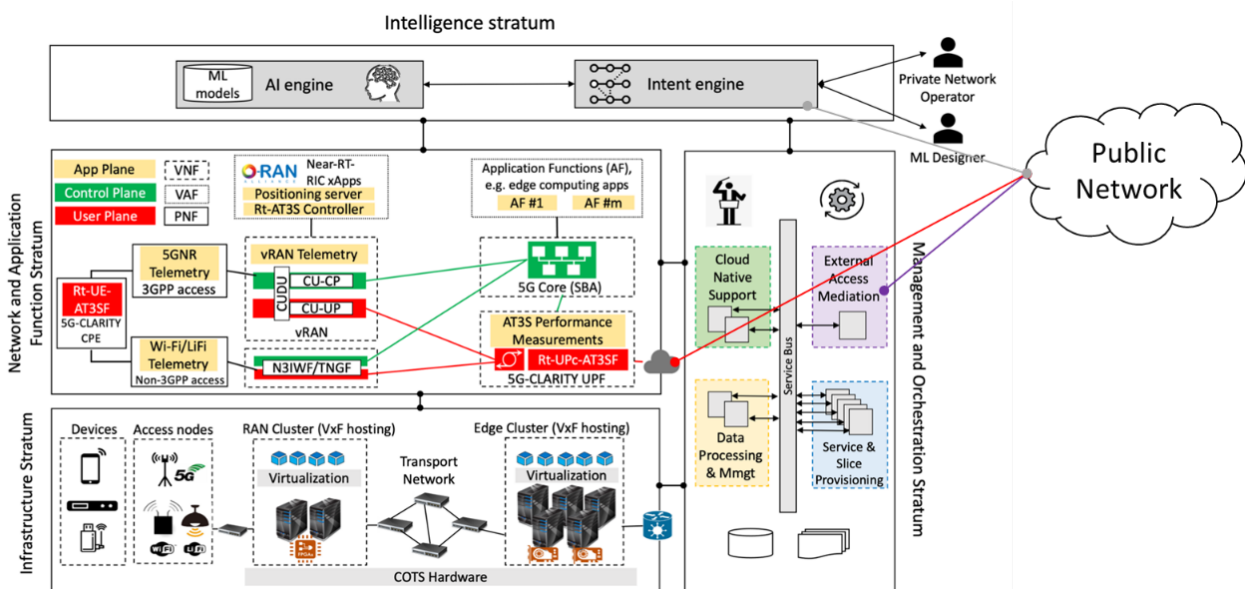 Intelligence stratum
ML
models
AI engine
Intent engine
Private Network
Operator
ML Designer
Public
Network
Network and Application
Function Stratum
App Plane
Control Plane
User Plane
VNF
VAF
PNF
O-RAN
ALLIANCE
Near-RT-
RIC xApps
Positioning server
Rt-AT3S Controller
Application Functions (AF),
e.g. edge computing apps
AF #1
AF #m
5GNR
Telemetry
3GPP access
Rt-UE-
AT3SF
5G-CLARITY
CPE
Wi-Fi/LiFi
Telemetry
Non-3GPP access
vRAN Telemetry
CUDU
CU-CP
CU-UP
vRAN
N3IWF/TNGF
5G Core (SBA)
AT3S Performance
Measurements
Rt-UPc-AT3SF
5G-CLARITY UPF
Cloud
Native
Support
External
Access
Mediation
Service Bus
Data
Processing
& Mmgt
Service &
Slice
Provisioning
Management and Orchestration Stratum
Infrastructure Stratum
Devices
Access nodes
5G
WiFi
LiFi
RAN Cluster (VxF hosting)
Virtualization
FPGAs
Transport
Network
Edge Cluster (VxF hosting)
Virtualization
COTS Hardware